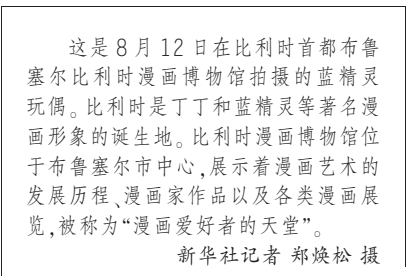 这是8月12日在比利时首都布鲁
塞尔比利时漫画博物馆拍摄的蓝精灵
玩偶。比利时是丁丁和蓝精灵等著名漫
画形象的诞生地。比利时漫画博物馆位
于布鲁塞尔市中心,展示着漫画艺术的
发展历程、漫画家作品以及各类漫画展
览,被称为“漫画爱好者的天堂”。
新华社记者 郑焕松 摄